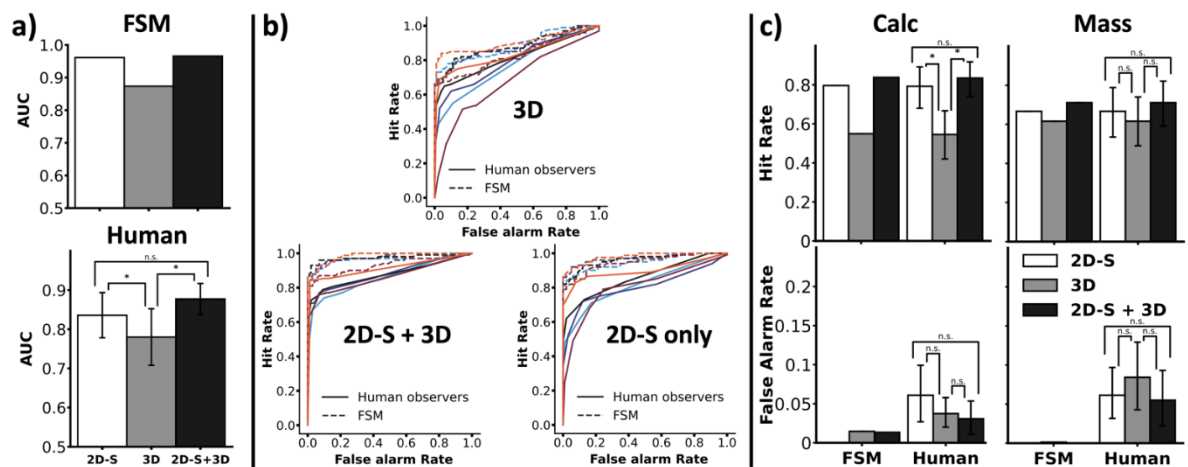 a)
FSM
AUC
1.0
0.9
0.8
0.7
0.6
0.5
Human
AUC
0.9
0.8
0.7
0.6
0.5
n.s.
*
*
2D-S
3D
2D-S+3D
b)
Hit Rate
1.0
0.8
0.6
0.4
0.2
0.0
3D
Human observers
FSM
0.0 0.2 0.4 0.6 0.8 1.0
False alarm Rate
Hit Rate
1.0
0.8
0.6
0.4
0.2
0.0
2D-S + 3D
Human observers
FSM
0.0 0.2 0.4 0.6 0.8 1.0
False alarm Rate
Hit Rate
1.0
0.8
0.6
0.4
0.2
0.0
2D-S only
Human observers
FSM
0.0 0.2 0.4 0.6 0.8 1.0
False alarm Rate
c)
Calc
Mass
Hit Rate
0.8
0.6
0.4
0.2
0
n.s.
*
*
n.s.
n.s.
n.s.
False Alarm Rate
0.2
0.15
0.1
0.05
0
n.s.
n.s.
n.s.
2D-S
3D
2D-S + 3D
n.s.
n.s.
n.s.
FSM
Human
FSM
Human